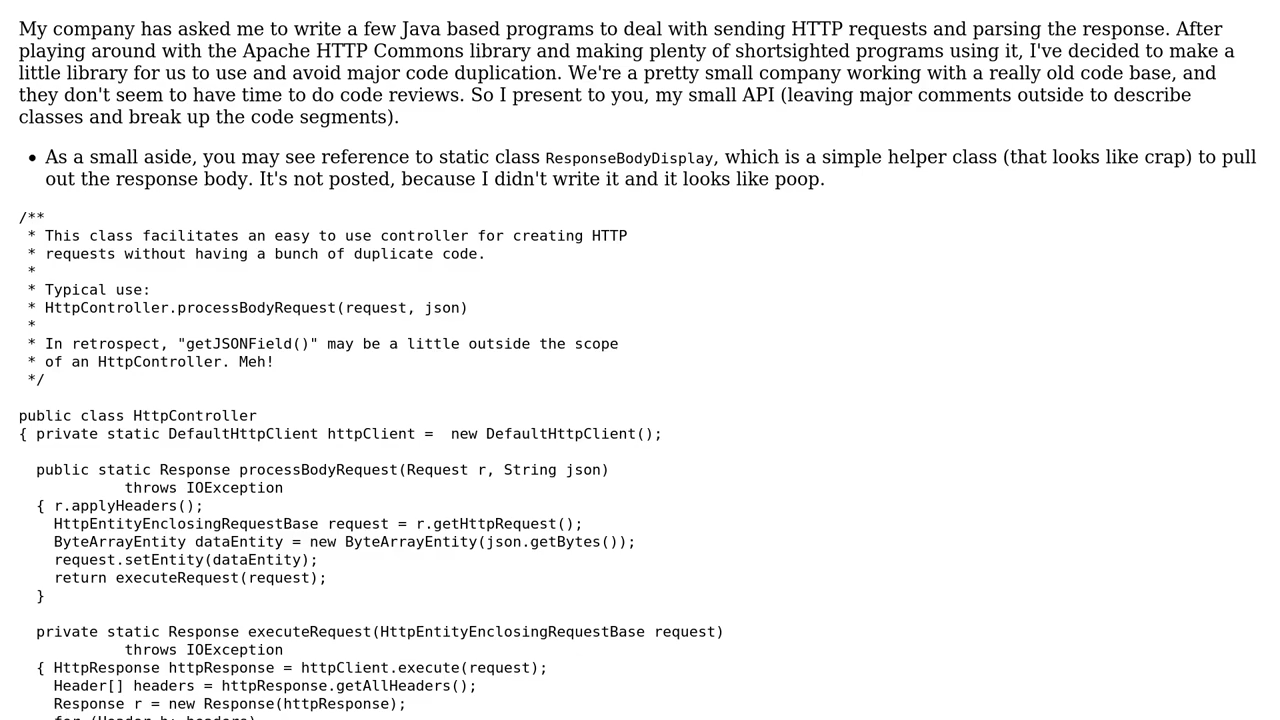 My company has asked me to write a few Java based programs to deal with sending HTTP requests and parsing the response. After
playing around with the Apache HTTP Commons library and making plenty of shortsighted programs using it, I've decided to make a
little library for us to use and avoid major code duplication. We're a pretty small company working with a really old code base, and
they don't seem to have time to do code reviews. So I present to you, my small API (leaving major comments outside to describe
classes and break up the code segments).
• As a small aside, you may see reference to static class ResponseBodyDisplay, which is a simple helper class (that looks like crap) to pull
out the response body. It's not posted, because I didn't write it and it looks like poop.
/**
 * This class facilitates an easy to use controller for creating HTTP
 * requests without having a bunch of duplicate code.
 *
 * Typical use:
 * HttpController.processBodyRequest(request, json)
 *
 * In retrospect, "getJSONField()" may be a little outside the scope
 * of an HttpController. Meh!
 */
public class HttpController
{ private static DefaultHttpClient httpClient =  new DefaultHttpClient();
  public static Response processBodyRequest(Request r, String json)
            throws IOException
  { r.applyHeaders();
    HttpEntityEnclosingRequestBase request = r.getHttpRequest();
    ByteArrayEntity dataEntity = new ByteArrayEntity(json.getBytes());
    request.setEntity(dataEntity);
    return executeRequest(request);
  }
  private static Response executeRequest(HttpEntityEnclosingRequestBase request)
            throws IOException
  { HttpResponse httpResponse = httpClient.execute(request);
    Header[] headers = httpResponse.getAllHeaders();
    Response r = new Response(httpResponse);
    for (Header h: headers)